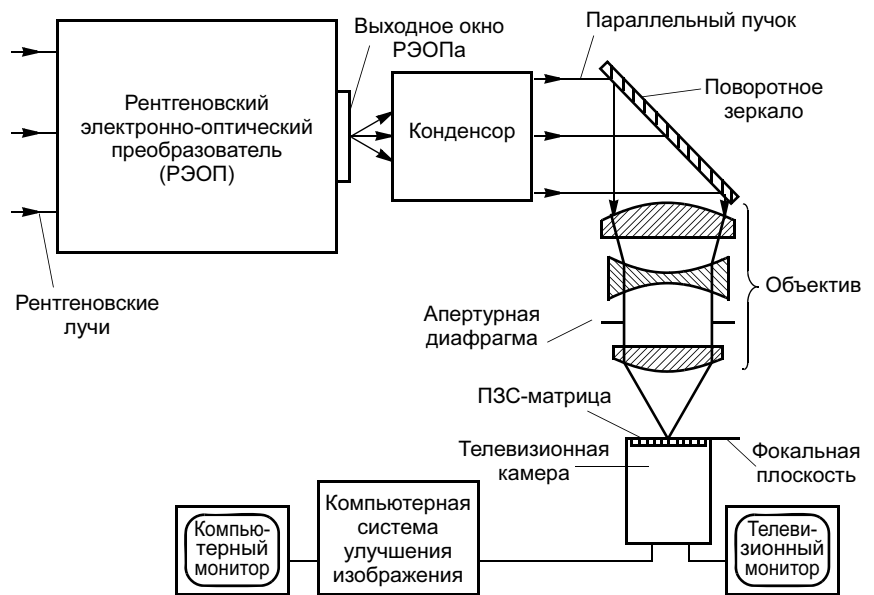 Выходное окно
РЭОПа
Параллельный пучок
Поворотное
зеркало
Рентгеновский
электронно-оптический
преобразователь
(РЭОП)
Конденсор
Рентгеновские
лучи
Объектив
Апертурная
диафрагма
ПЗС-матрица
Телевизионная
камера
Фокальная
плоскость
Компью-
терный
монитор
Компьютерная
система
улучшения
изображения
Телеви-
зионный
монитор